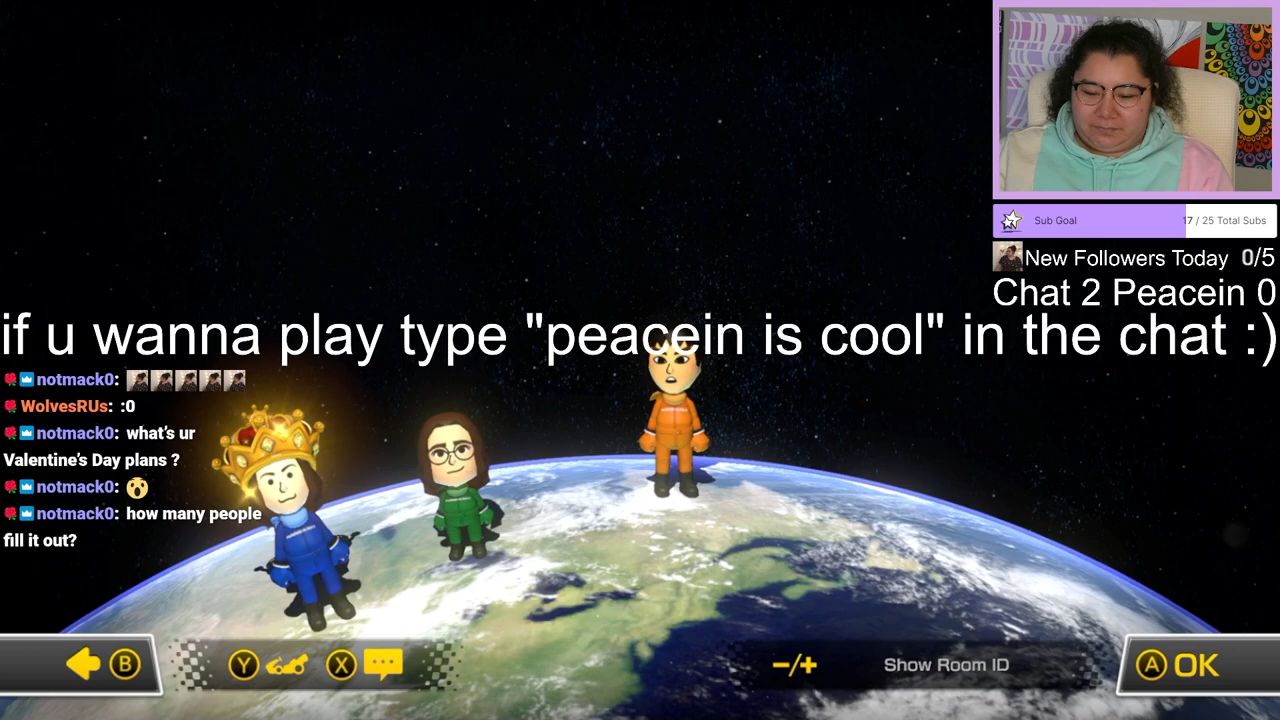 Sub Goal 17 / 25 Total Subs
New Followers Today 0/5
Chat 2 Peacein 0
if u wanna play type "peacein is cool" in the chat :)
notmack0:
WolvesRUs: :0
notmack0: what's ur
Valentine's Day plans ?
notmack0:
notmack0: how many people
fill it out?
B Y X -/+ Show Room ID A OK